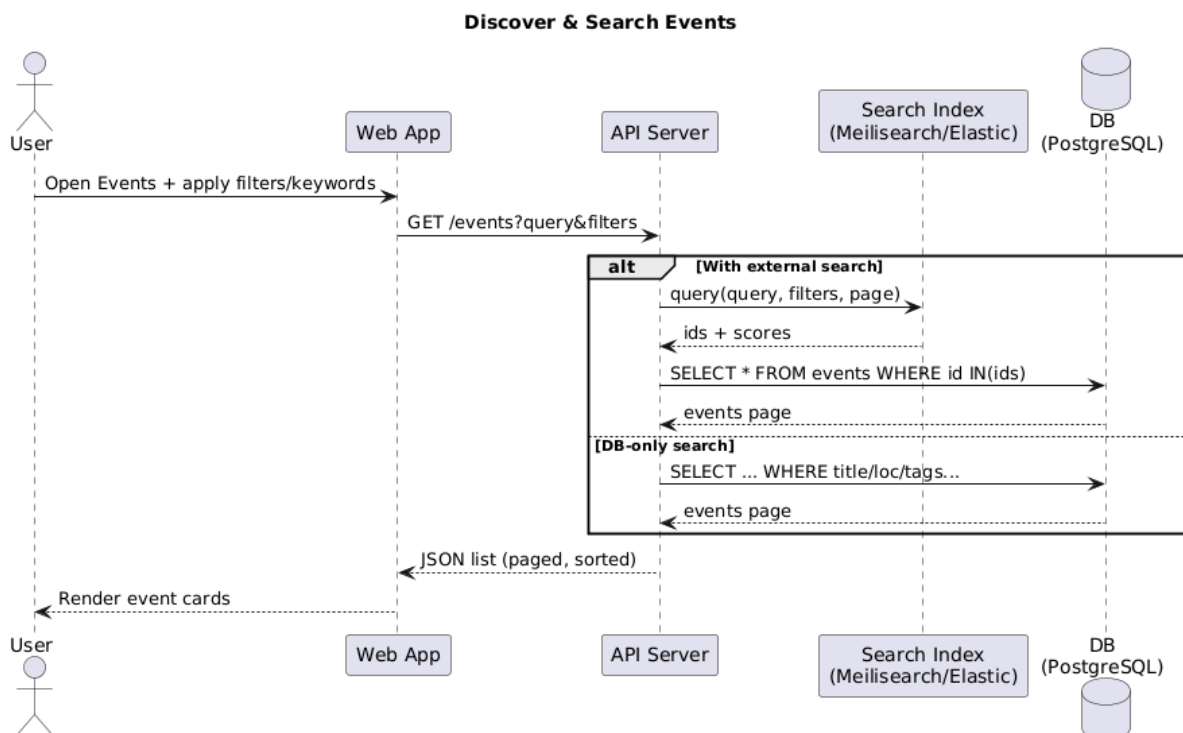 Discover & Search Events
User
Web App
API Server
Search Index
(Meilisearch/Elastic)
DB
(PostgreSQL)
Open Events + apply filters/keywords
GET /events?query&filters
alt
[With external search]
query(query, filters, page)
ids + scores
SELECT * FROM events WHERE id IN(ids)
events page
[DB-only search]
SELECT ... WHERE title/loc/tags...
events page
JSON list (paged, sorted)
Render event cards
User
Web App
API Server
Search Index
(Meilisearch/Elastic)
DB
(PostgreSQL)